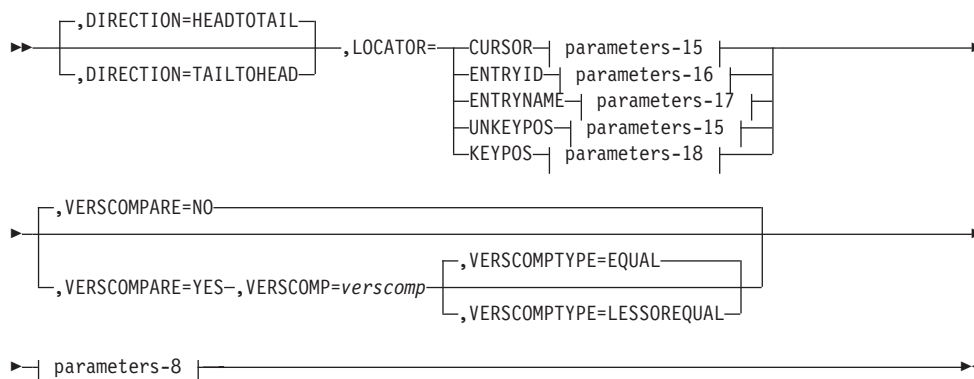 ,DIRECTION=HEADTOTAIL
,DIRECTION=TAILTOHEAD
,LOCATOR= CURSOR parameters-15
ENTRYID parameters-16
ENTRYNAME parameters-17
UNKEYPOS parameters-15
KEYPOS parameters-18
,VERSCOMPARE=NO
,VERSCOMPARE=YES ,VERSCOMP=verscomp ,VERSCOMPTYPE=EQUAL
,VERSCOMPTYPE=LESSOREQUAL
parameters-8